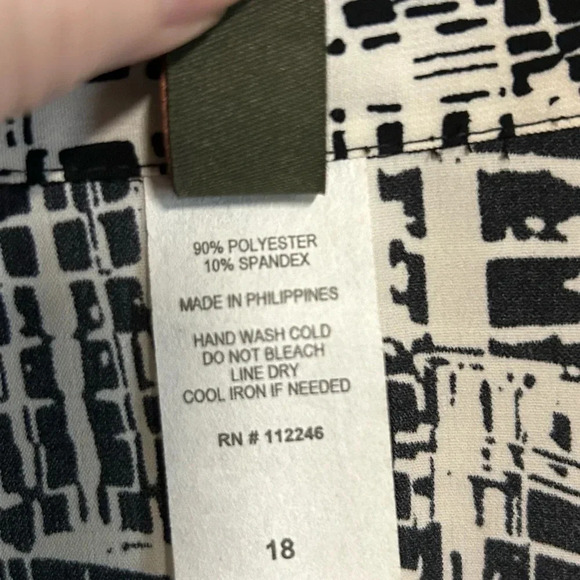 90% POLYESTER
10% SPANDEX
MADE IN PHILIPPINES
HAND WASH COLD
DO NOT BLEACH
LINE DRY
COOL IRON IF NEEDED
RN # 112246
18